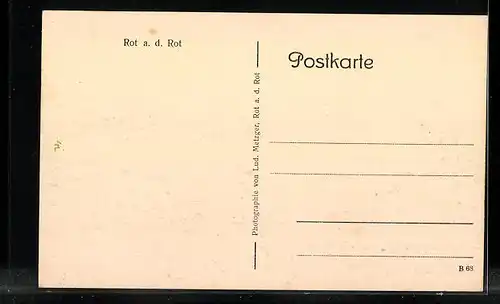 Rot a. d. Rot
Postkarte
Photographie von Lud. Metzger, Rot a. d. Rot
B 68